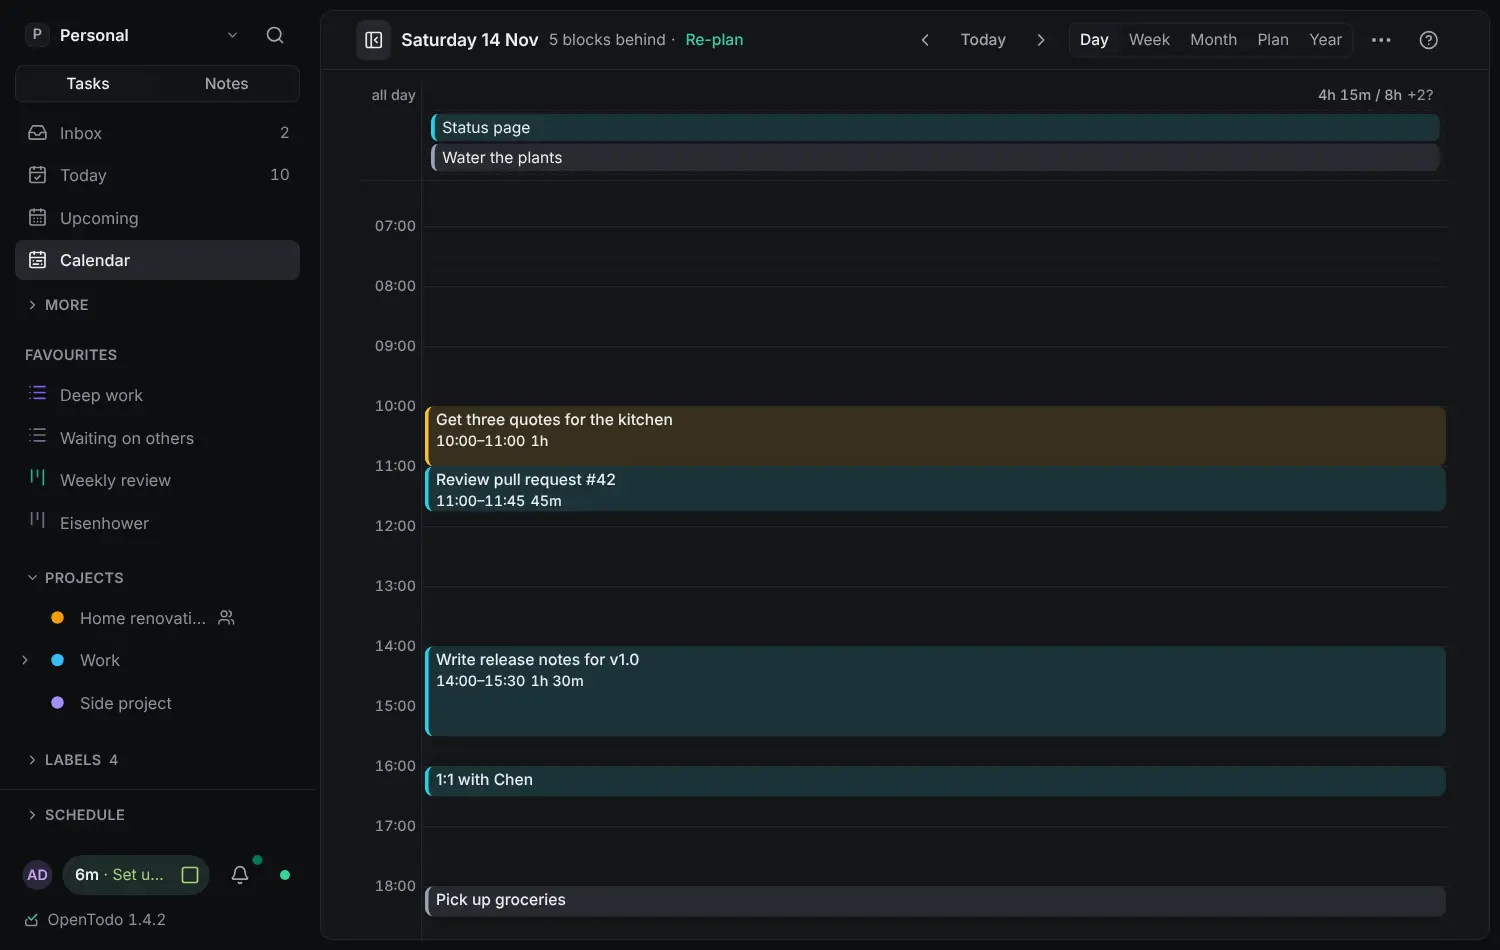 P Personal
Tasks Notes
Inbox 2
Today 10
Upcoming
Calendar
MORE
FAVOURITES
Deep work
Waiting on others
Weekly review
Eisenhower
PROJECTS
Home renovati...
Work
Side project
LABELS 4
SCHEDULE
AD 6m · Set u...
OpenTodo 1.4.2
Saturday 14 Nov 5 blocks behind · Re-plan
Today
Day Week Month Plan Year
all day 4h 15m / 8h +2?
Status page
Water the plants
07:00
08:00
09:00
10:00
Get three quotes for the kitchen
10:00–11:00 1h
11:00
Review pull request #42
11:00–11:45 45m
12:00
13:00
14:00
Write release notes for v1.0
14:00–15:30 1h 30m
15:00
16:00
1:1 with Chen
17:00
18:00
Pick up groceries